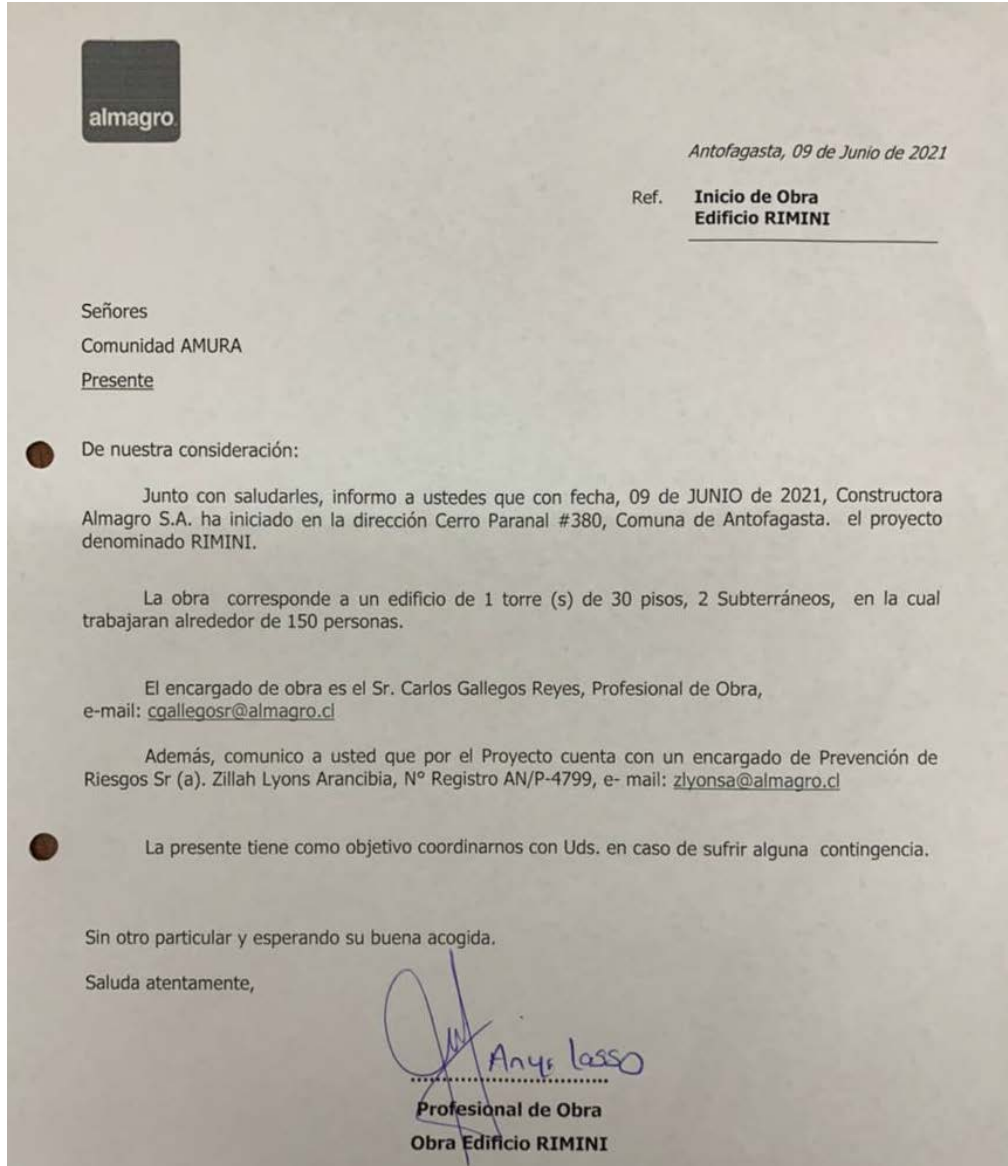 almagro
Antofagasta, 09 de Junio de 2021
Ref. Inicio de Obra
Edificio RIMINI
Señores
Comunidad AMURA
Presente
De nuestra consideración:
Junto con saludarles, informo a ustedes que con fecha, 09 de JUNIO de 2021, Constructora
Almagro S.A. ha iniciado en la dirección Cerro Paranal #380, Comuna de Antofagasta. el proyecto
denominado RIMINI.
La obra corresponde a un edificio de 1 torre (s) de 30 pisos, 2 Subterráneos, en la cual
trabajaran alrededor de 150 personas.
El encargado de obra es el Sr. Carlos Gallegos Reyes, Profesional de Obra,
e-mail: cgallegosr@almagro.cl
Además, comunico a usted que por el Proyecto cuenta con un encargado de Prevención de
Riesgos Sr (a). Zillah Lyons Arancibia, N° Registro AN/P-4799, e- mail: zlyonsa@almagro.cl
La presente tiene como objetivo coordinarnos con Uds. en caso de sufrir alguna contingencia.
Sin otro particular y esperando su buena acogida.
Saluda atentamente,
Lasso
Profesional de Obra
Obra Edificio RIMINI